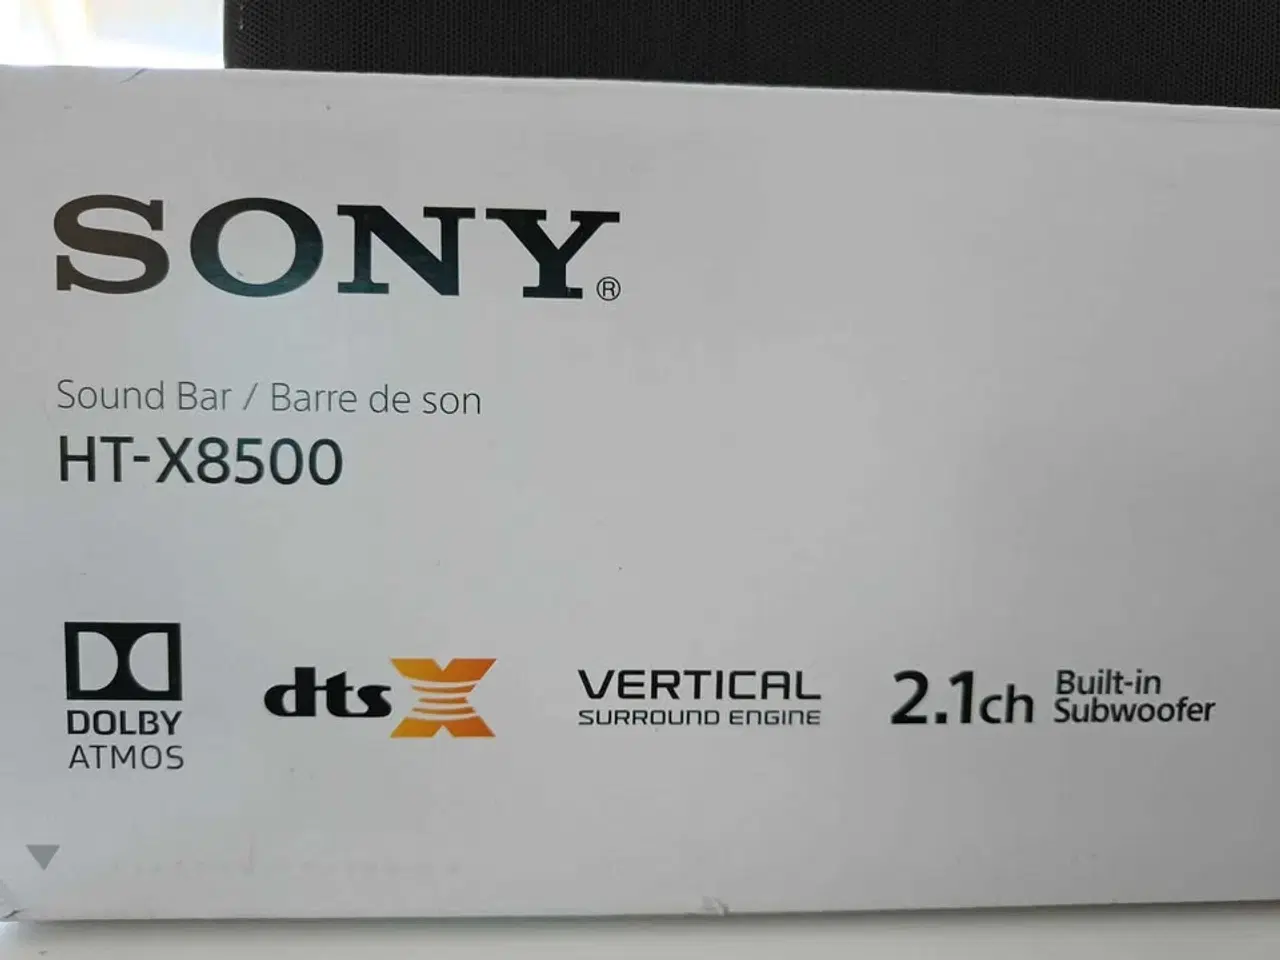 SONY®
Sound Bar / Barre de son
HT-X8500
DOLBY
ATMOS
dts X
VERTICAL
SURROUND ENGINE
2.1ch Built-in
Subwoofer